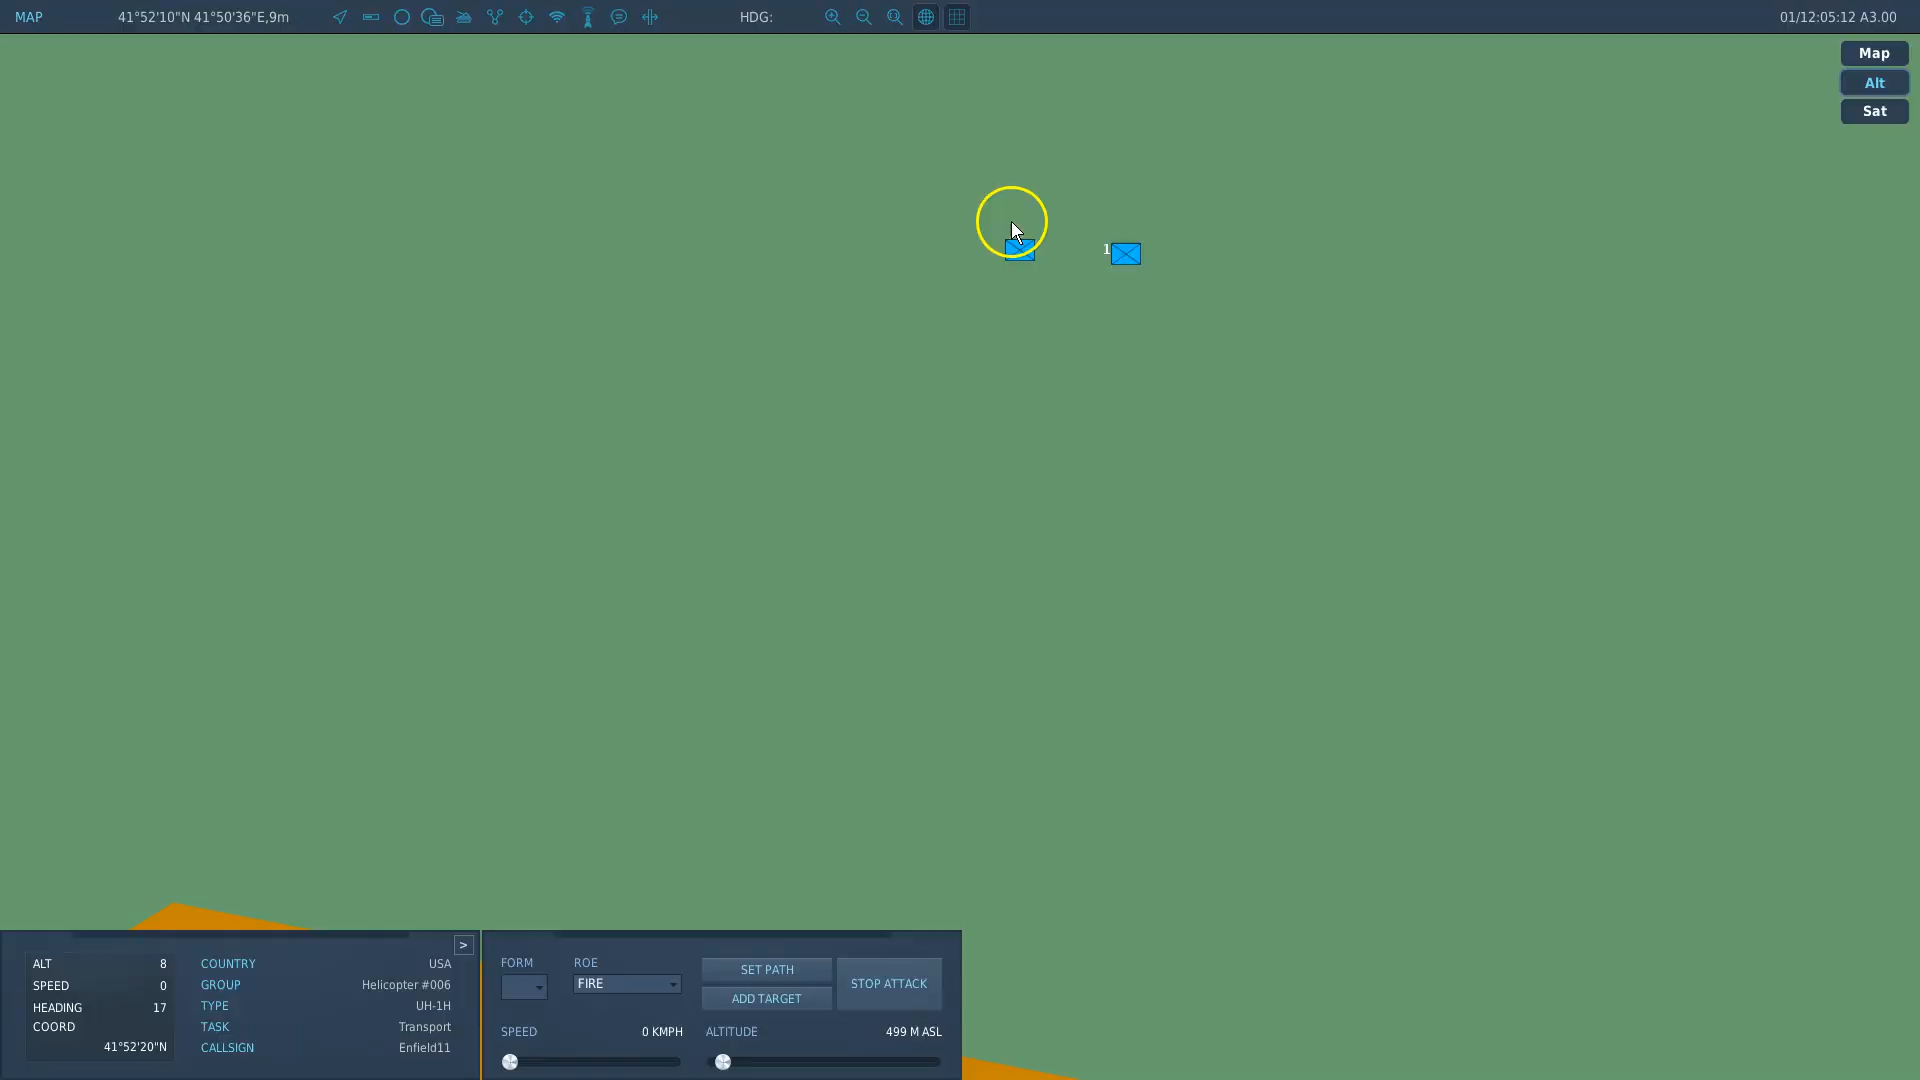 MAP 41°52'10"N 41°50'36"E,9m HDG: 01/12:05:12 A3.00
Map
Alt
Sat
1
>
ALT 8 COUNTRY USA
SPEED 0 GROUP Helicopter #006
HEADING 17 TYPE UH-1H
COORD TASK Transport
41°52'20"N CALLSIGN Enfield11
FORM ROE SET PATH STOP ATTACK
FIRE ADD TARGET
SPEED 0 KMPH ALTITUDE 499 M ASL